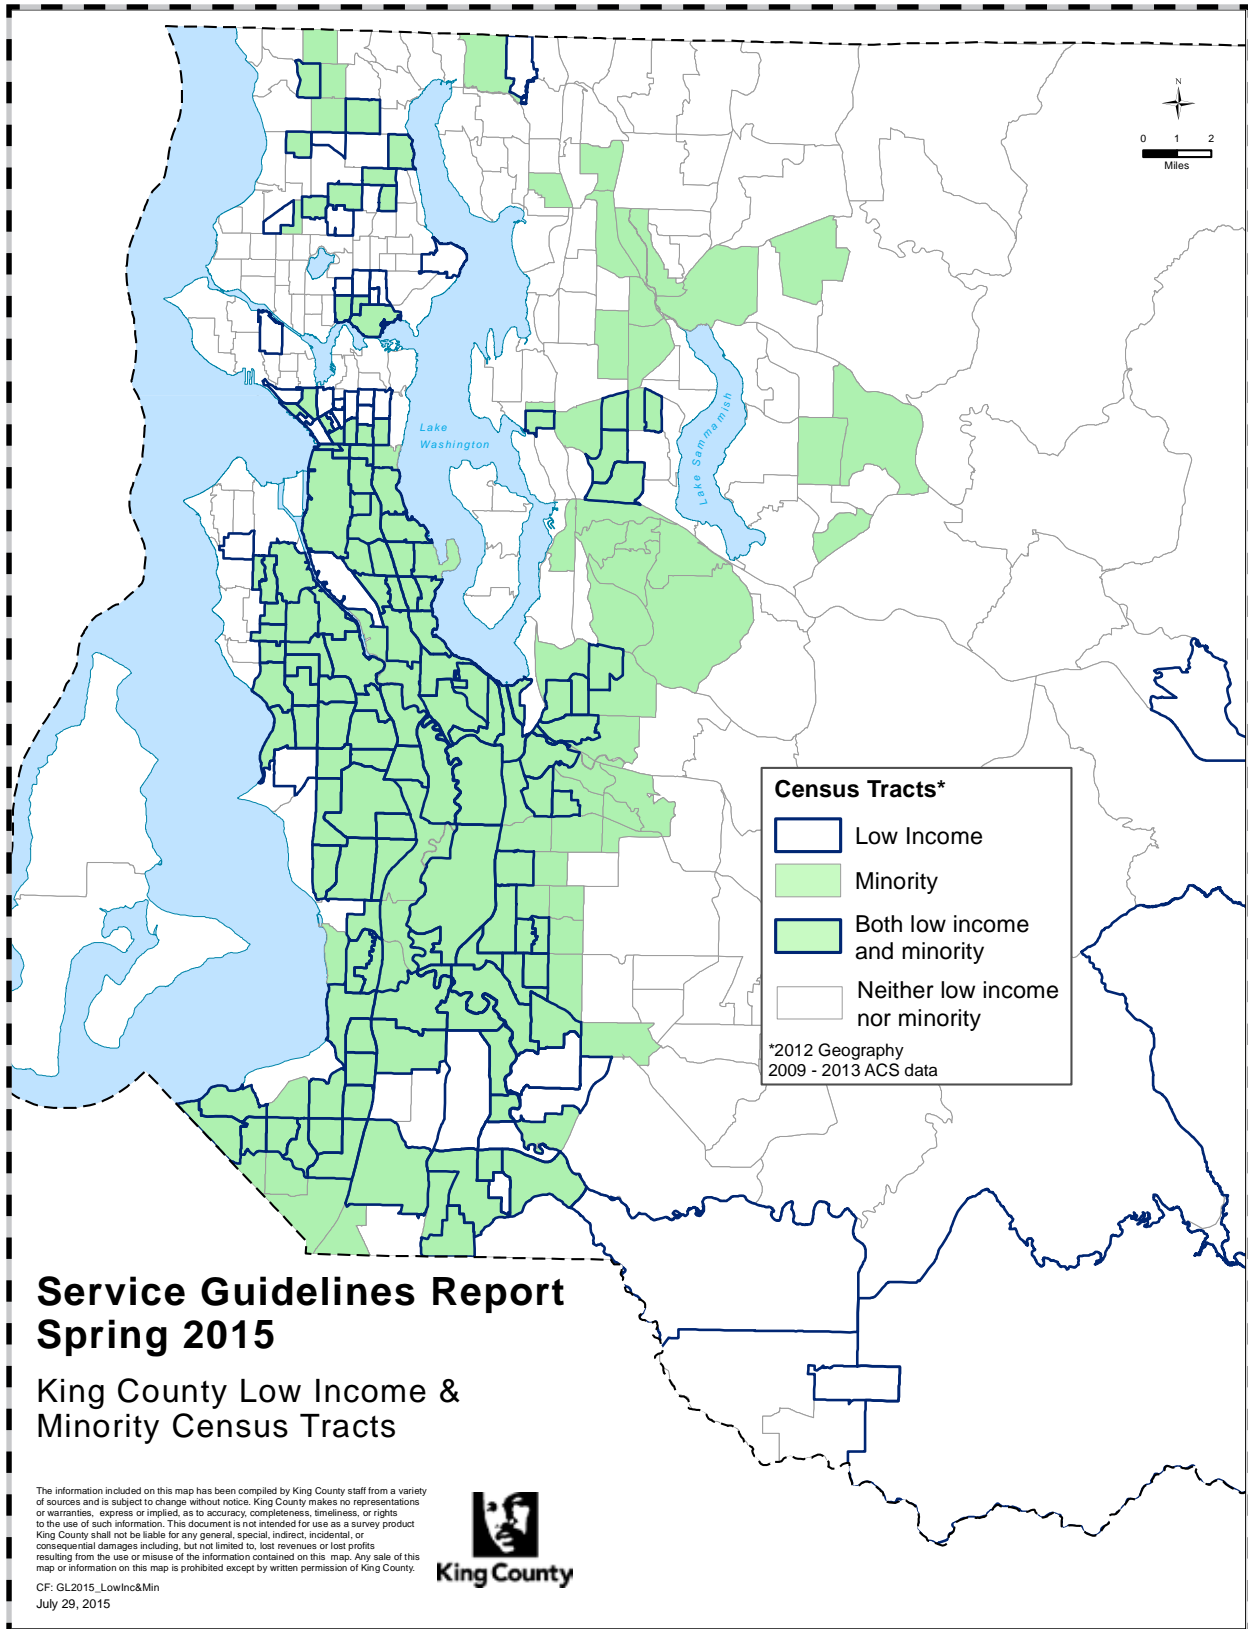 N
0 1 2
Miles
Lake
Washington
Lake Sammamish
Census Tracts*
Low Income
Minority
Both low income
and minority
Neither low income
nor minority
*2012 Geography
2009 - 2013 ACS data
Service Guidelines Report
Spring 2015
King County Low Income &
Minority Census Tracts
The information included on this map has been compiled by King County staff from a variety
of sources and is subject to change without notice. King County makes no representations
or warranties, express or implied, as to accuracy, completeness, timeliness, or rights
to the use of such information. This document is not intended for use as a survey product
King County shall not be liable for any general, special, indirect, incidental, or
consequential damages including, but not limited to, lost revenues or lost profits
resulting from the use or misuse of the information contained on this map. Any sale of this
map or information on this map is prohibited except by written permission of King County.
CF: GL2015_LowInc&Min
July 29, 2015
King County